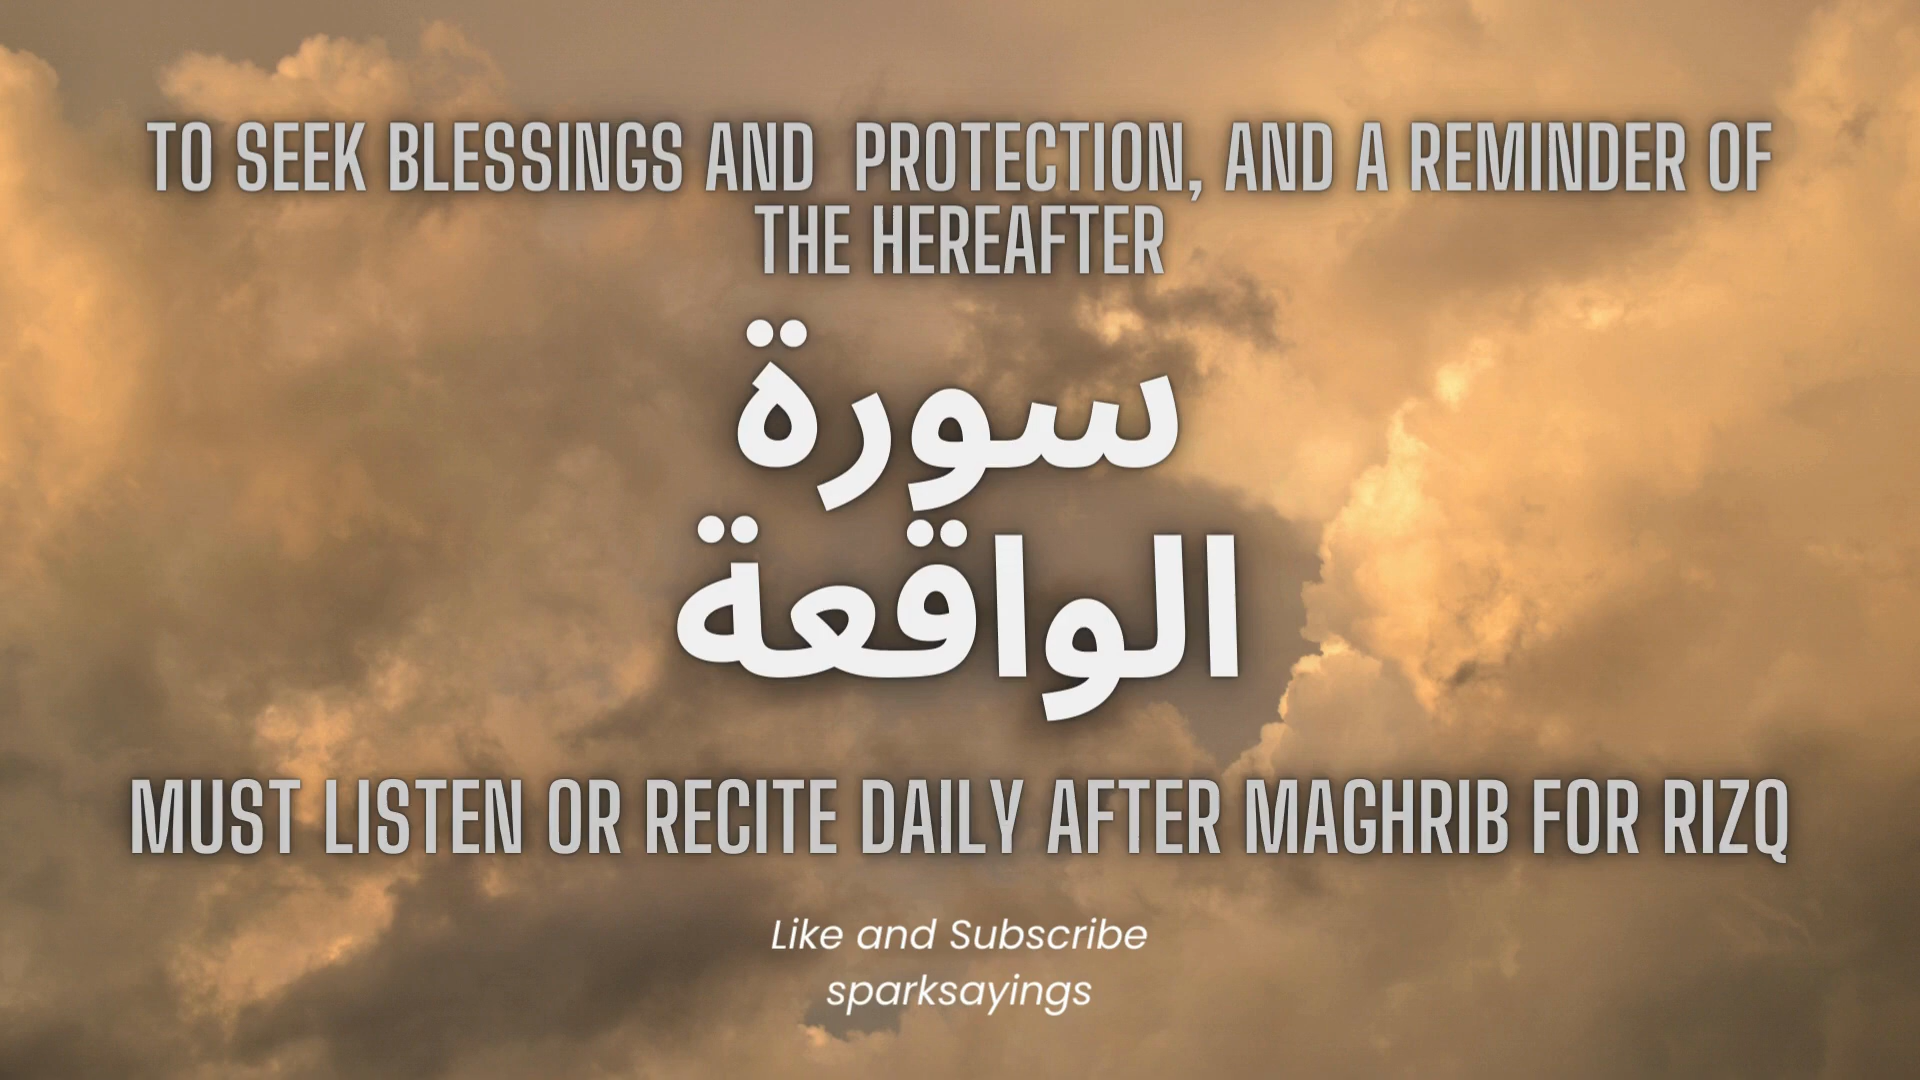 TO SEEK BLESSINGS AND PROTECTION, AND A REMINDER OF
THE HEREAFTER
سورة
الواقعة
MUST LISTEN OR RECITE DAILY AFTER MAGHRIB FOR RIZQ
Like and Subscribe
sparksayings